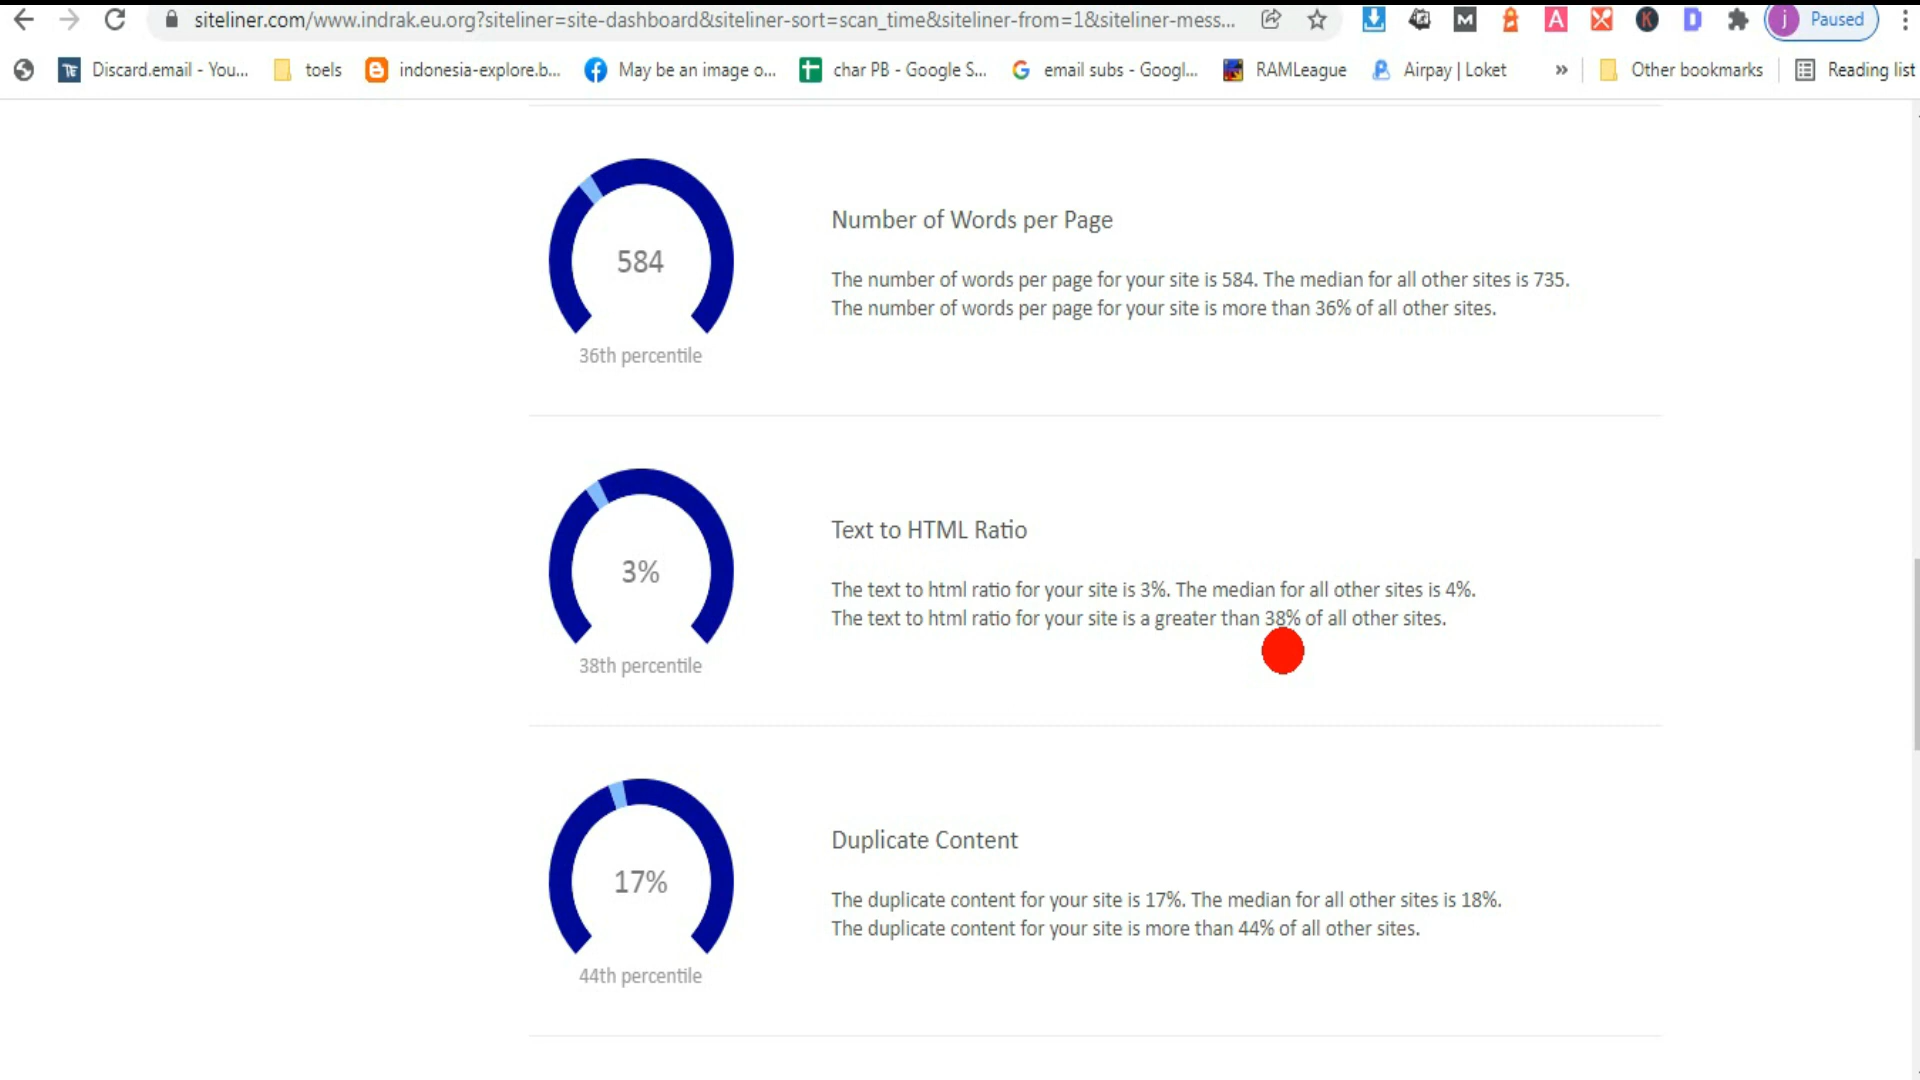 siteliner.com/www.indrak.eu.org?siteliner=site-dashboard&siteliner-sort=scan_time&siteliner-from=1&siteliner-mess...
j Paused
Discard.email - You... toels indonesia-explore.b... May be an image o... char PB - Google S... email subs - Googl... RAMLeague Airpay | Loket » Other bookmarks Reading list
584
36th percentile
Number of Words per Page
The number of words per page for your site is 584. The median for all other sites is 735.
The number of words per page for your site is more than 36% of all other sites.
3%
38th percentile
Text to HTML Ratio
The text to html ratio for your site is 3%. The median for all other sites is 4%.
The text to html ratio for your site is a greater than 38% of all other sites.
17%
44th percentile
Duplicate Content
The duplicate content for your site is 17%. The median for all other sites is 18%.
The duplicate content for your site is more than 44% of all other sites.